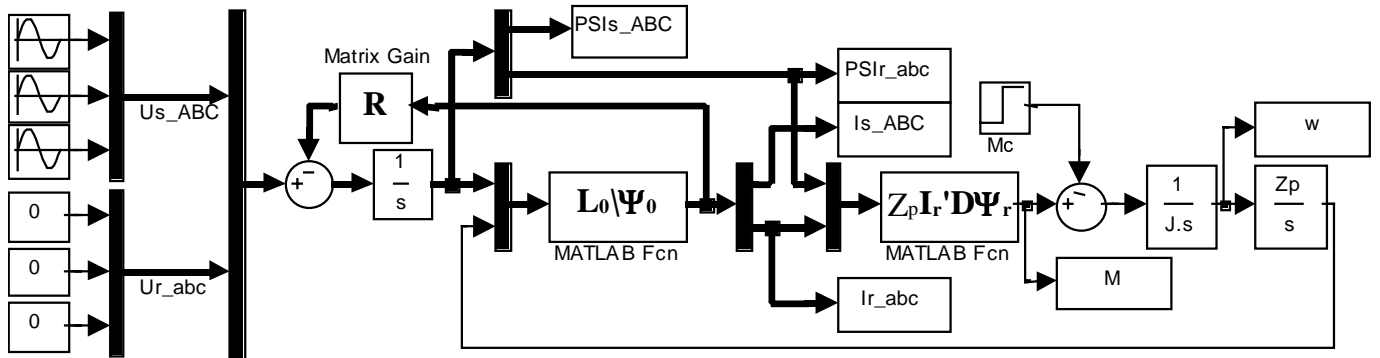 PSIs_ABC
Matrix Gain
PSIr_abc
R
Us_ABC
Is_ABC
Mc
w
+
−
1
s
L₀\Ψ₀
MATLAB Fcn
ZpIr'DΨr
MATLAB Fcn
+
−
1
J.s
Zp
s
0
0
0
Ur_abc
M
Ir_abc